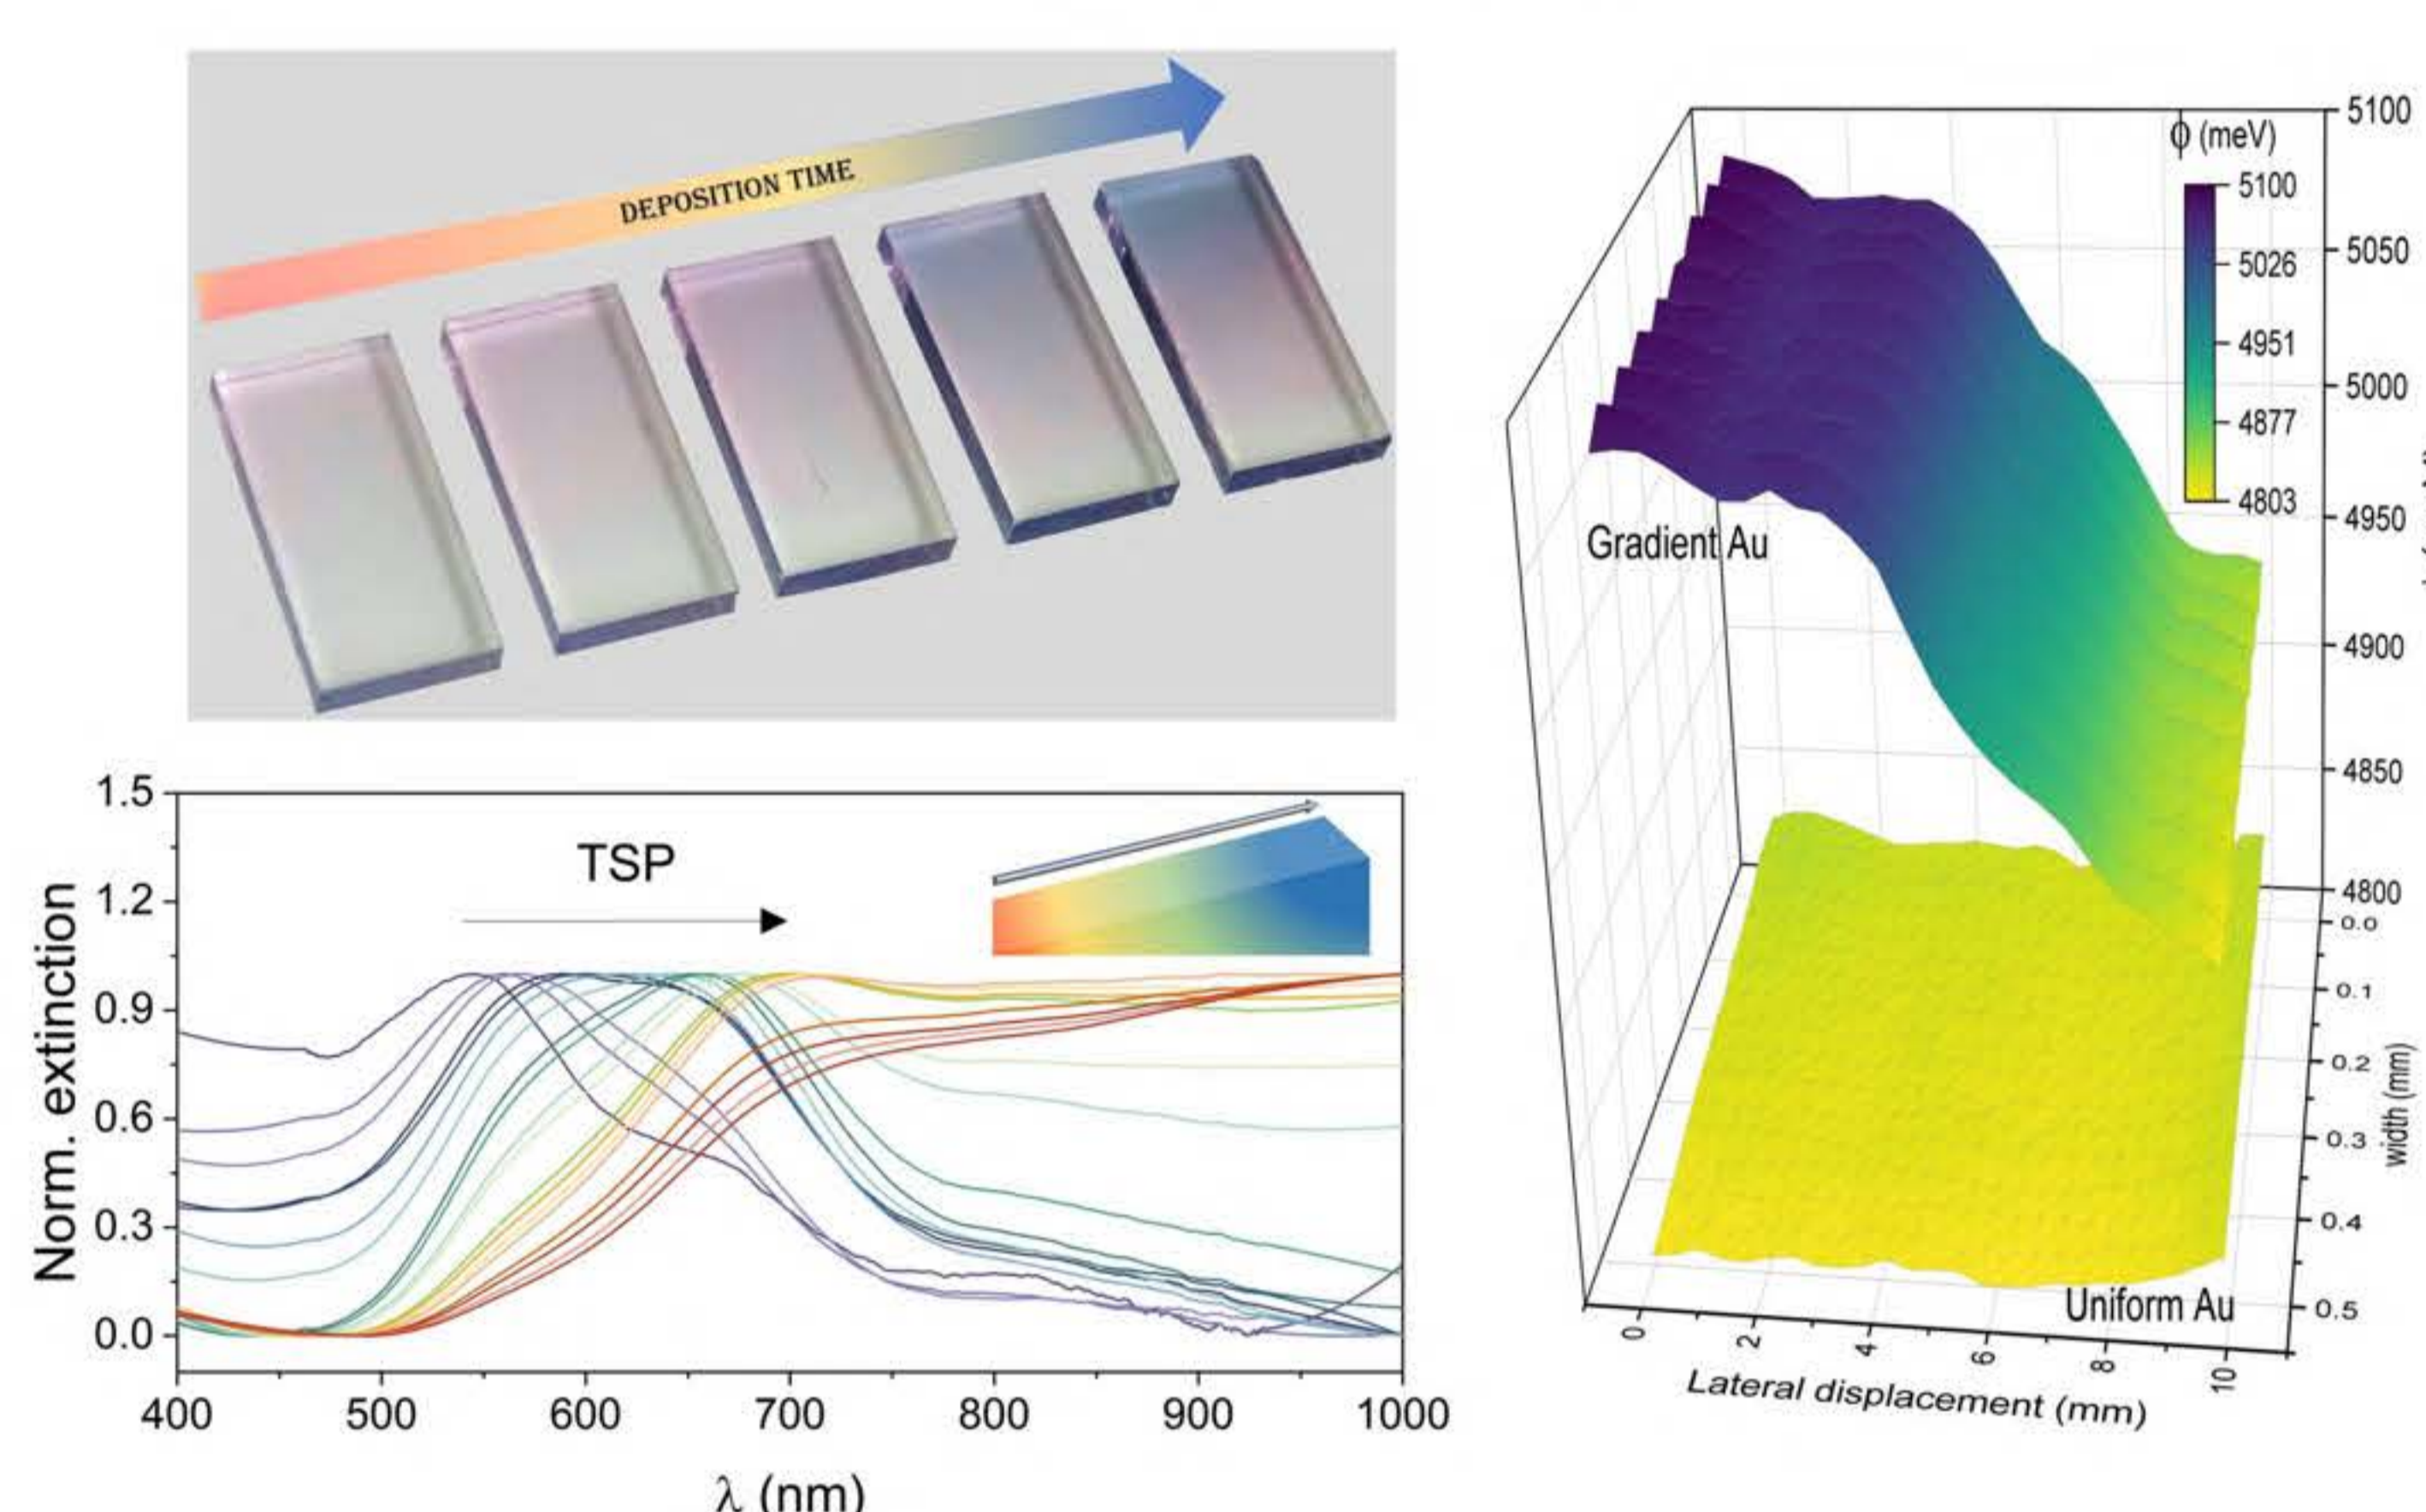 DEPOSITION TIME
1.5
1.2
0.9
0.6
0.3
0.0
Norm. extinction
TSP
400 500 600 700 800 900 1000
λ (nm)
ϕ (meV)
5100
5026
4951
4877
4803
5100
5050
5000
4950
4900
4850
4800
Gradient Au
Uniform Au
0.0
0.1
0.2
0.3
0.4
0.5
width (mm)
0 2 4 6 8 10
Lateral displacement (mm)